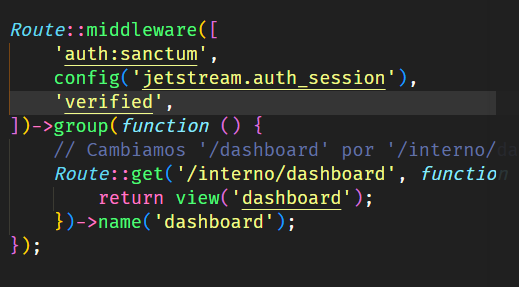 Route::middleware([
    'auth:sanctum',
    config('jetstream.auth_session'),
    'verified',
])->group(function () {
    // Cambiamos '/dashboard' por '/interno/da
    Route::get('/interno/dashboard', function
        return view('dashboard');
    })->name('dashboard');
});